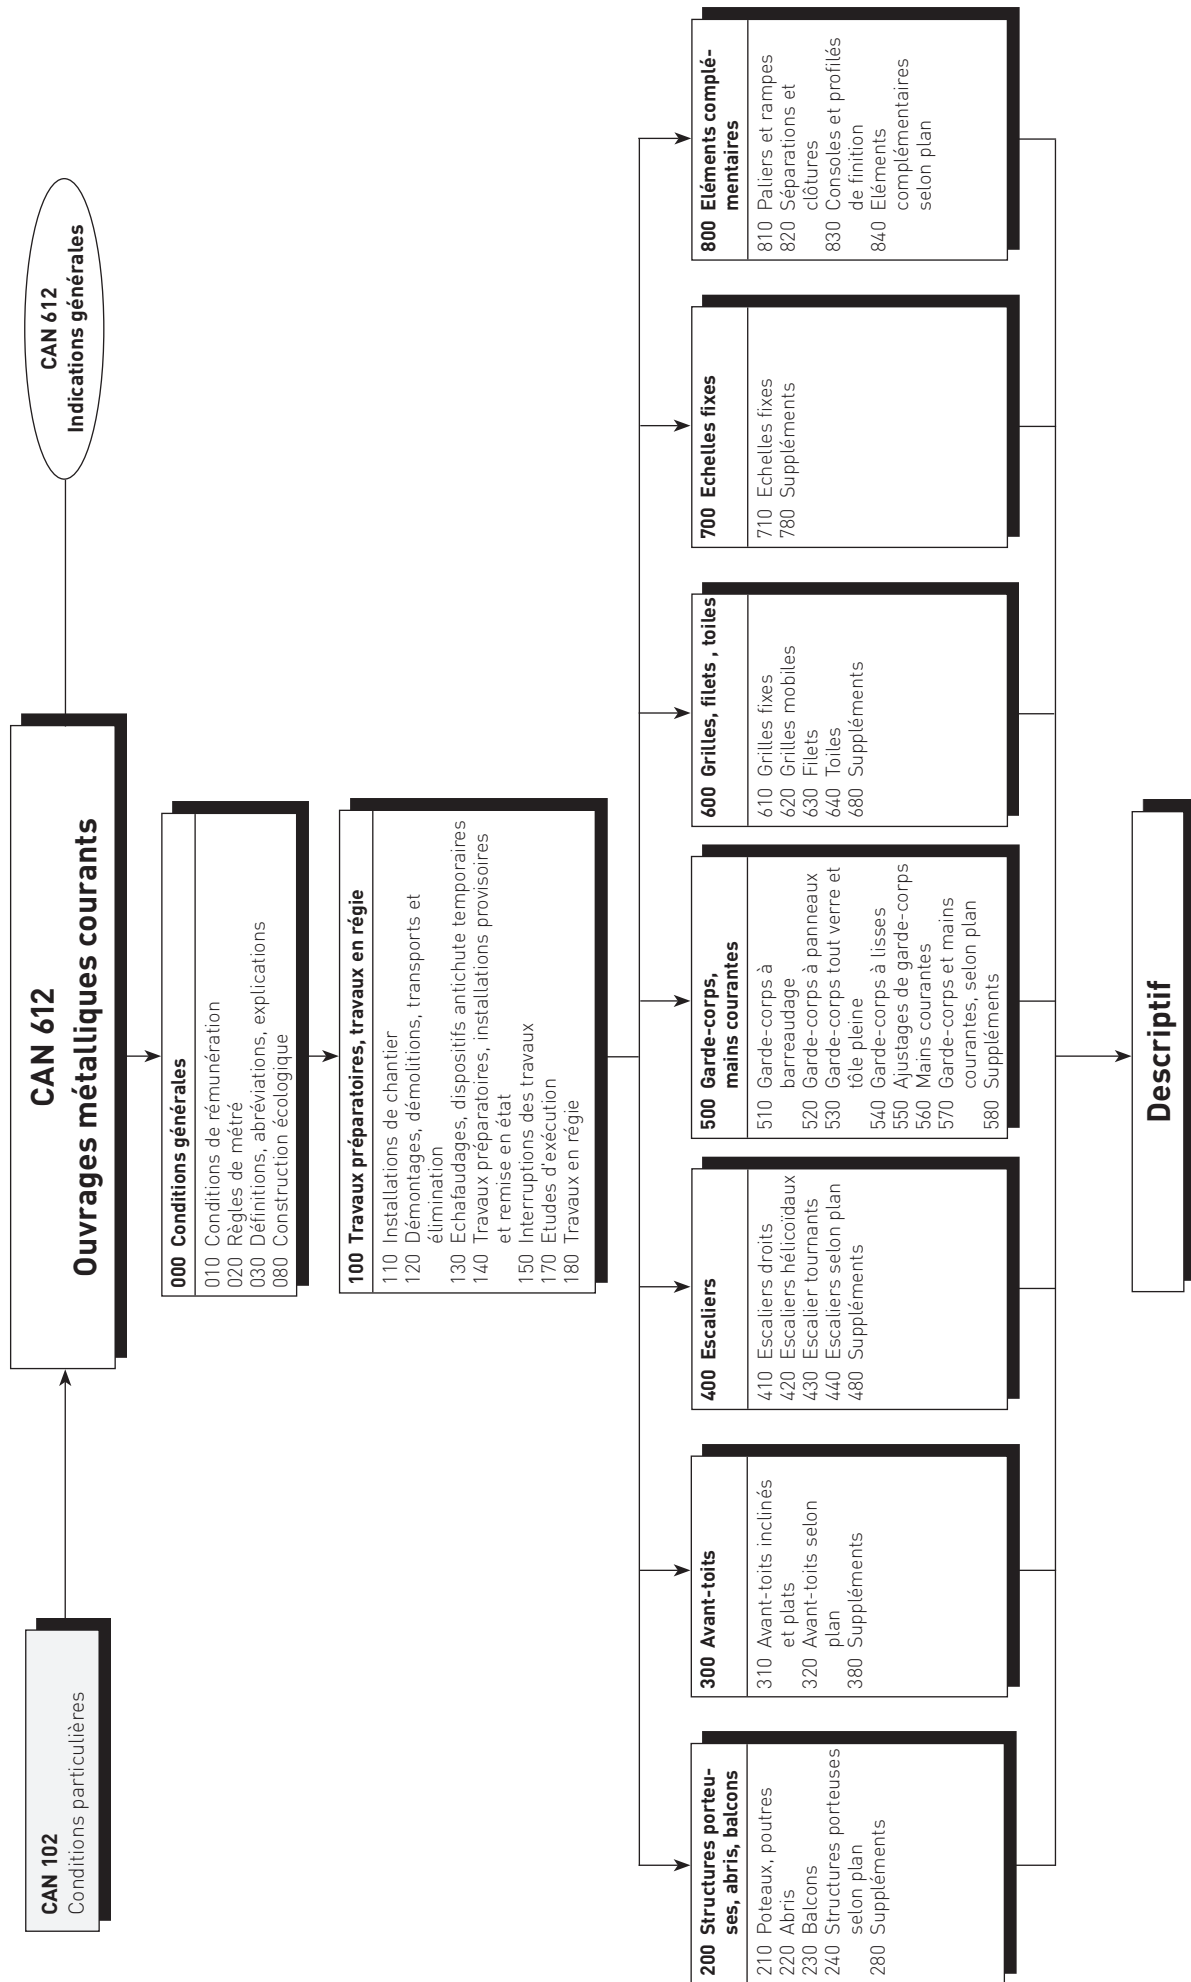 CAN 102
Conditions particulières
CAN 612
Ouvrages métalliques courants
CAN 612
Indications générales
000 Conditions générales
010 Conditions de rémunération
020 Règles de métré
030 Définitions, abréviations, explications
080 Construction écologique
100 Travaux préparatoires, travaux en régie
110 Installations de chantier
120 Démontages, démolitions, transports et
élimination
130 Echafaudages, dispositifs antichute temporaires
140 Travaux préparatoires, installations provisoires
et remise en état
150 Interruptions des travaux
170 Etudes d'exécution
180 Travaux en régie
200 Structures porteu-
ses, abris, balcons
210 Poteaux, poutres
220 Abris
230 Balcons
240 Structures porteuses
selon plan
280 Suppléments
300 Avant-toits
310 Avant-toits inclinés
et plats
320 Avant-toits selon
plan
380 Suppléments
400 Escaliers
410 Escaliers droits
420 Escaliers hélicoïdaux
430 Escalier tournants
440 Escaliers selon plan
480 Suppléments
500 Garde-corps,
mains courantes
510 Garde-corps à
barreaudage
520 Garde-corps à panneaux
530 Garde-corps tout verre et
tôle pleine
540 Garde-corps à lisses
550 Ajustages de garde-corps
560 Mains courantes
570 Garde-corps et mains
courantes, selon plan
580 Suppléments
600 Grilles, filets , toiles
610 Grilles fixes
620 Grilles mobiles
630 Filets
640 Toiles
680 Suppléments
700 Echelles fixes
710 Echelles fixes
780 Suppléments
800 Eléments complé-
mentaires
810 Paliers et rampes
820 Séparations et
clôtures
830 Consoles et profilés
de finition
840 Eléments
complémentaires
selon plan
Descriptif